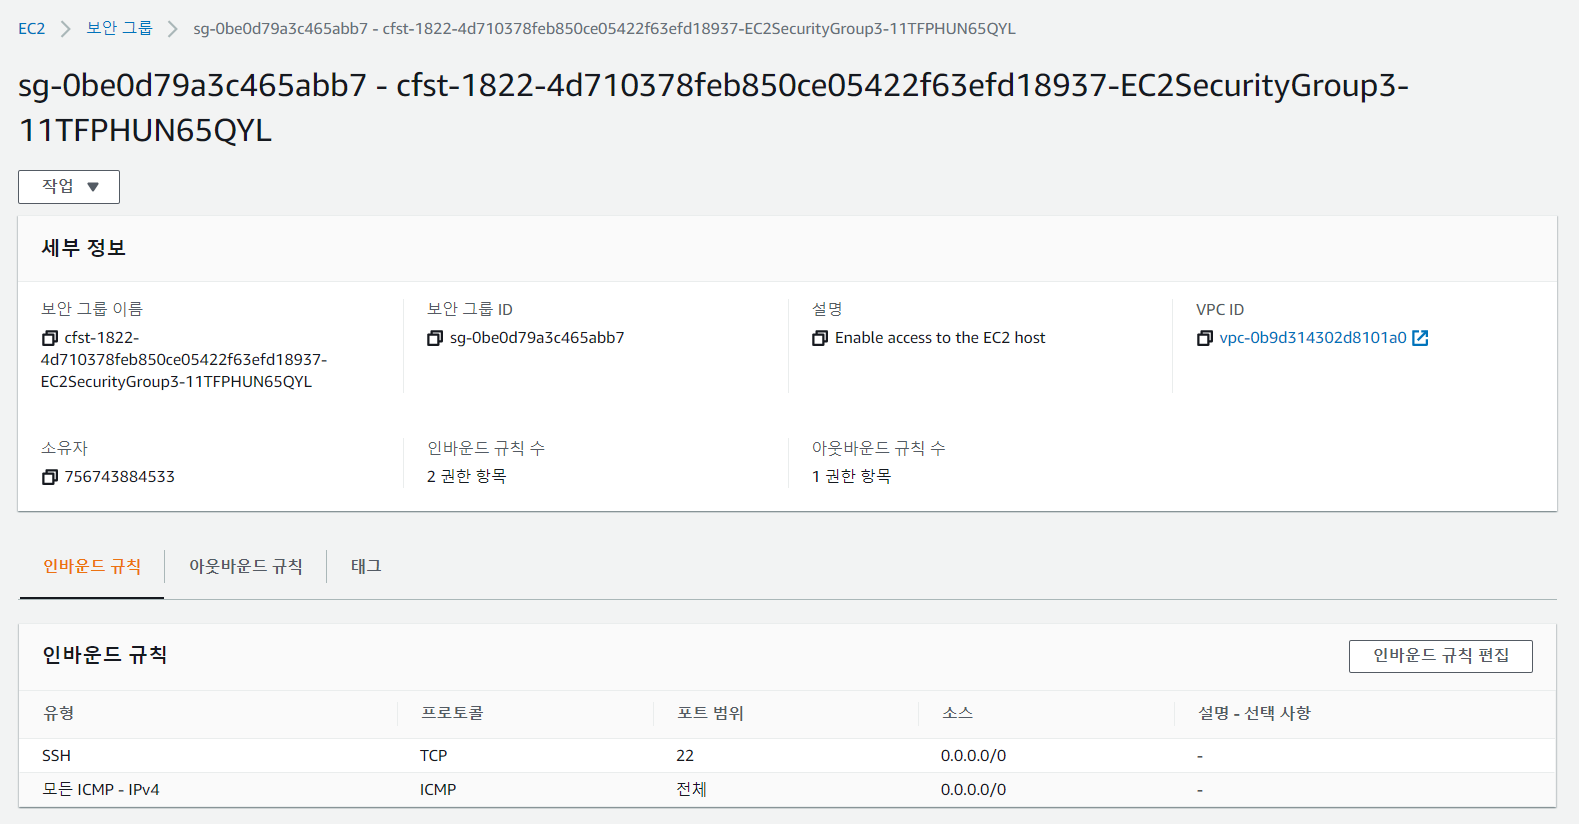 EC2 > 보안 그룹 > sg-0be0d79a3c465abb7 - cfst-1822-4d710378feb850ce05422f63efd18937-EC2SecurityGroup3-11TFPHUN65QYL
sg-0be0d79a3c465abb7 - cfst-1822-4d710378feb850ce05422f63efd18937-EC2SecurityGroup3-
11TFPHUN65QYL
작업 ▼
세부 정보
보안 그룹 이름
cfst-1822-
4d710378feb850ce05422f63efd18937-
EC2SecurityGroup3-11TFPHUN65QYL
보안 그룹 ID
sg-0be0d79a3c465abb7
설명
Enable access to the EC2 host
VPC ID
vpc-0b9d314302d8101a0
소유자
756743884533
인바운드 규칙 수
2 권한 항목
아웃바운드 규칙 수
1 권한 항목
인바운드 규칙 아웃바운드 규칙 태그
인바운드 규칙 인바운드 규칙 편집
유형 프로토콜 포트 범위 소스 설명 - 선택 사항
SSH TCP 22 0.0.0.0/0 -
모든 ICMP - IPv4 ICMP 전체 0.0.0.0/0 -